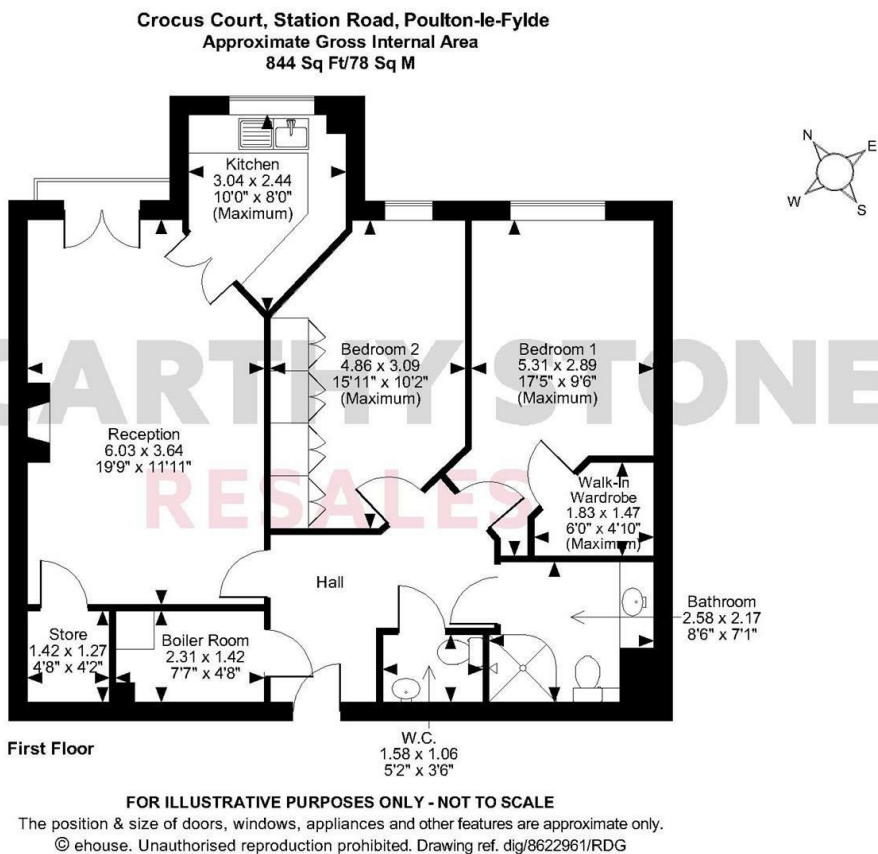 Crocus Court, Station Road, Poulton-le-Fylde
Approximate Gross Internal Area
844 Sq Ft/78 Sq M
N
E
W
S
Kitchen
3.04 x 2.44
10'0" x 8'0"
(Maximum)
Bedroom 2
4.86 x 3.09
15'11" x 10'2"
(Maximum)
Bedroom 1
5.31 x 2.89
17'5" x 9'6"
(Maximum)
CARTHY STONE
RESALES
Reception
6.03 x 3.64
19'9" x 11'11"
Walk-In
Wardrobe
1.83 x 1.47
6'0" x 4'10"
(Maximum)
Hall
Bathroom
2.58 x 2.17
8'6" x 7'1"
Store
1.42 x 1.27
4'8" x 4'2"
Boiler Room
2.31 x 1.42
7'7" x 4'8"
W.C.
1.58 x 1.06
5'2" x 3'6"
First Floor
FOR ILLUSTRATIVE PURPOSES ONLY - NOT TO SCALE
The position & size of doors, windows, appliances and other features are approximate only.
© ehouse. Unauthorised reproduction prohibited. Drawing ref. dig/8622961/RDG